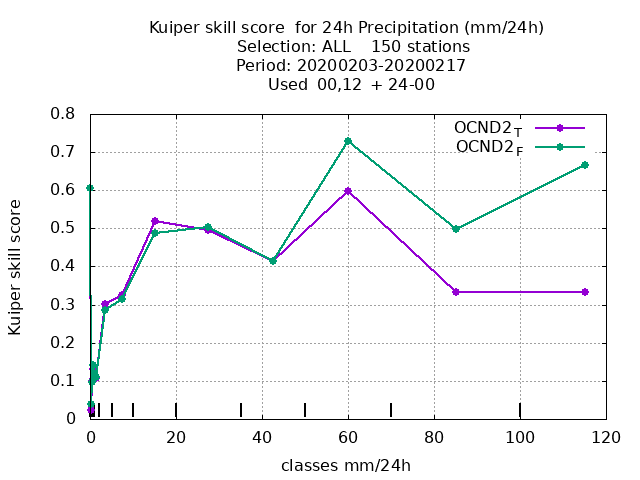 Kuiper skill score  for 24h Precipitation (mm/24h)
Selection: ALL    150 stations
Period: 20200203-20200217
Used  00,12  + 24-00
OCND2T
OCND2F
0.8
0.7
0.6
0.5
0.4
0.3
0.2
0.1
0
Kuiper skill score
0 20 40 60 80 100 120
classes mm/24h